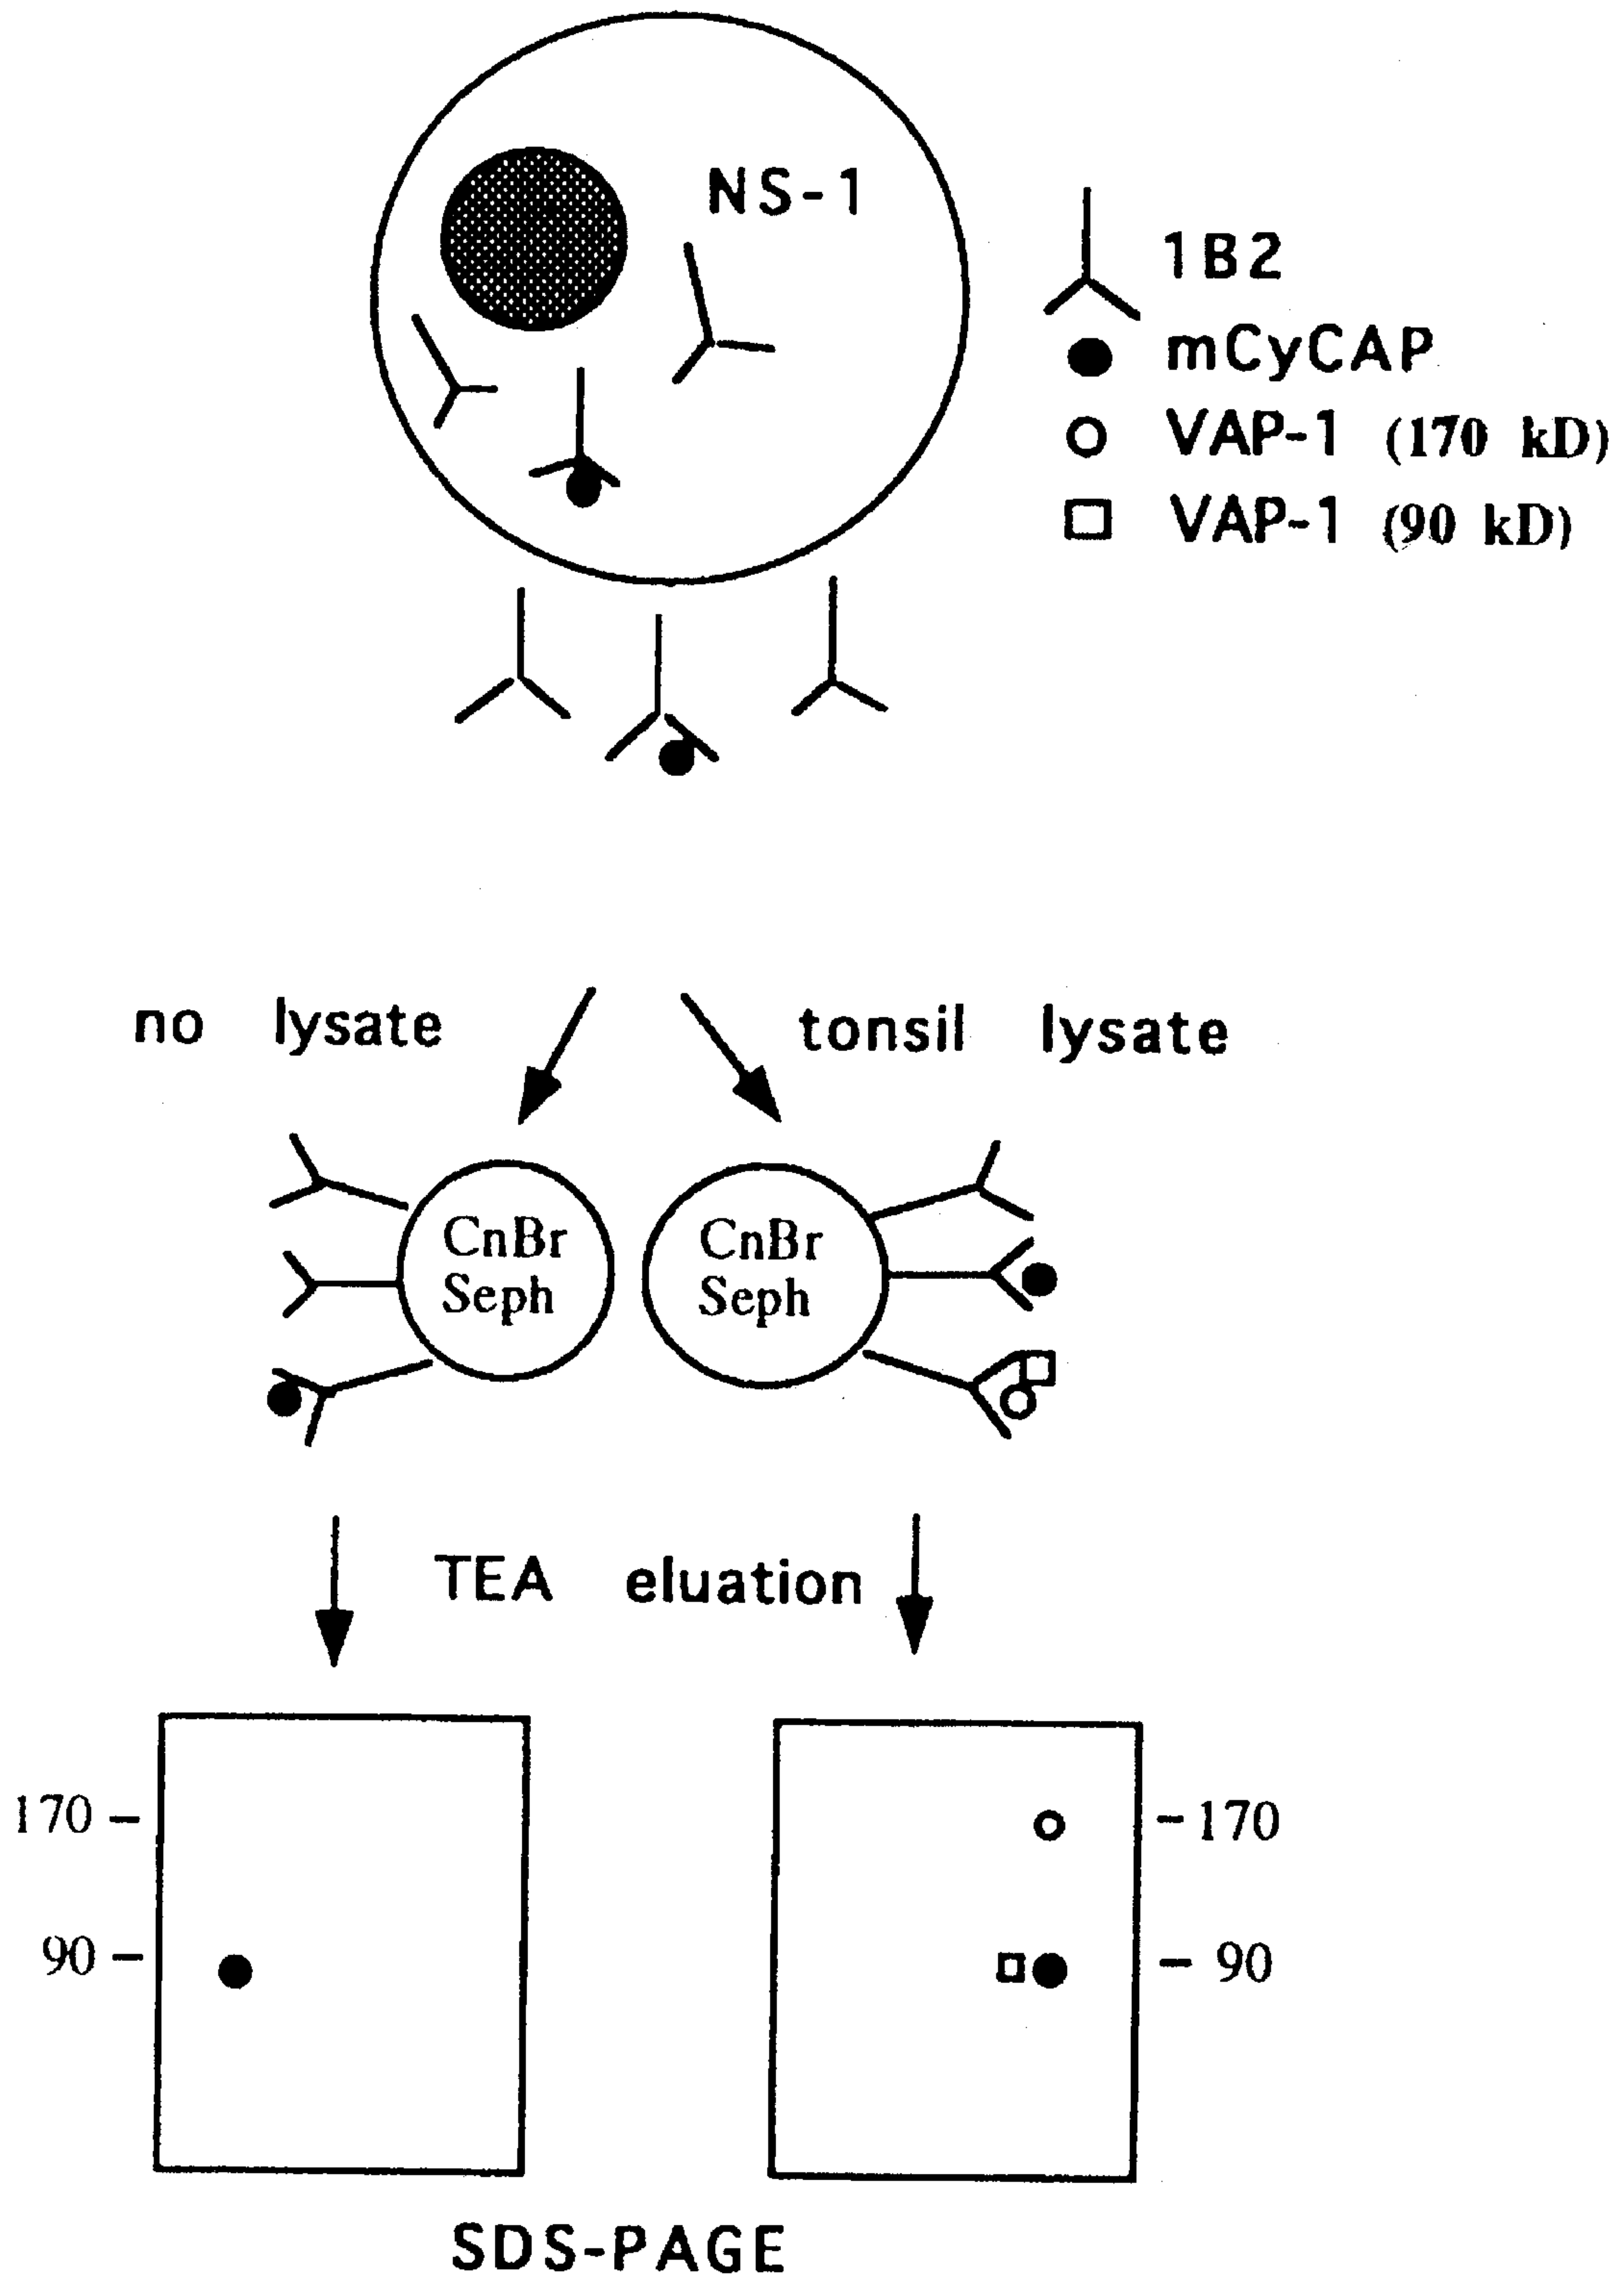 NS-1
1B2
mCyCAP
VAP-1 (170 kD)
VAP-1 (90 kD)
no lysate
tonsil lysate
CnBr
Seph
CnBr
Seph
TEA eluation
170 –
– 170
90 –
– 90
SDS-PAGE